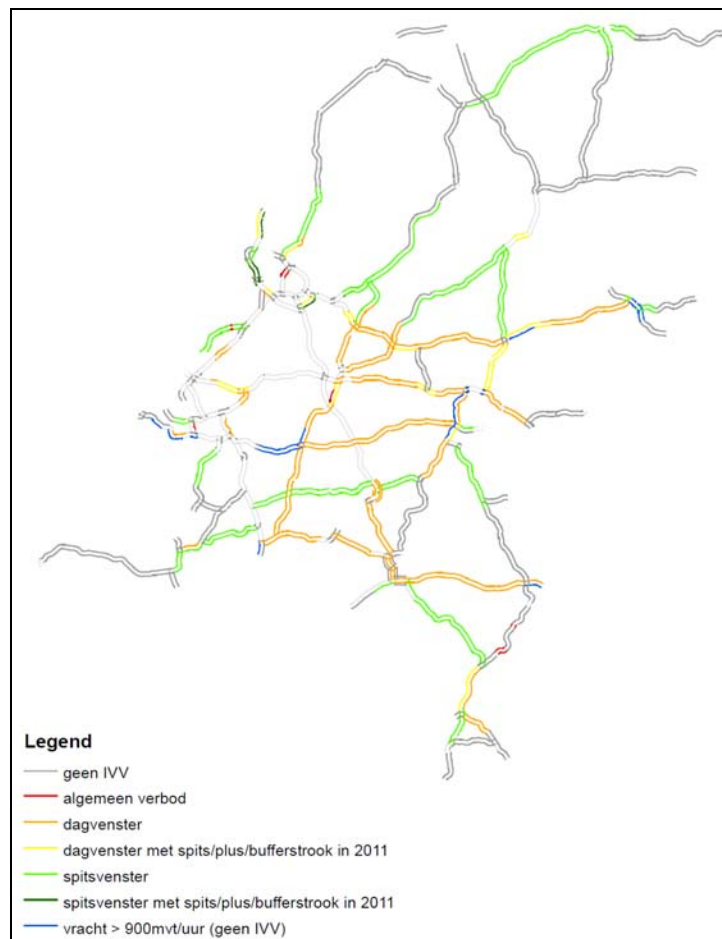 Legend
geen IVV
algemeen verbod
dagvenster
dagvenster met spits/plus/bufferstrook in 2011
spitsvenster
spitsvenster met spits/plus/bufferstrook in 2011
vracht > 900mvt/uur (geen IVV)